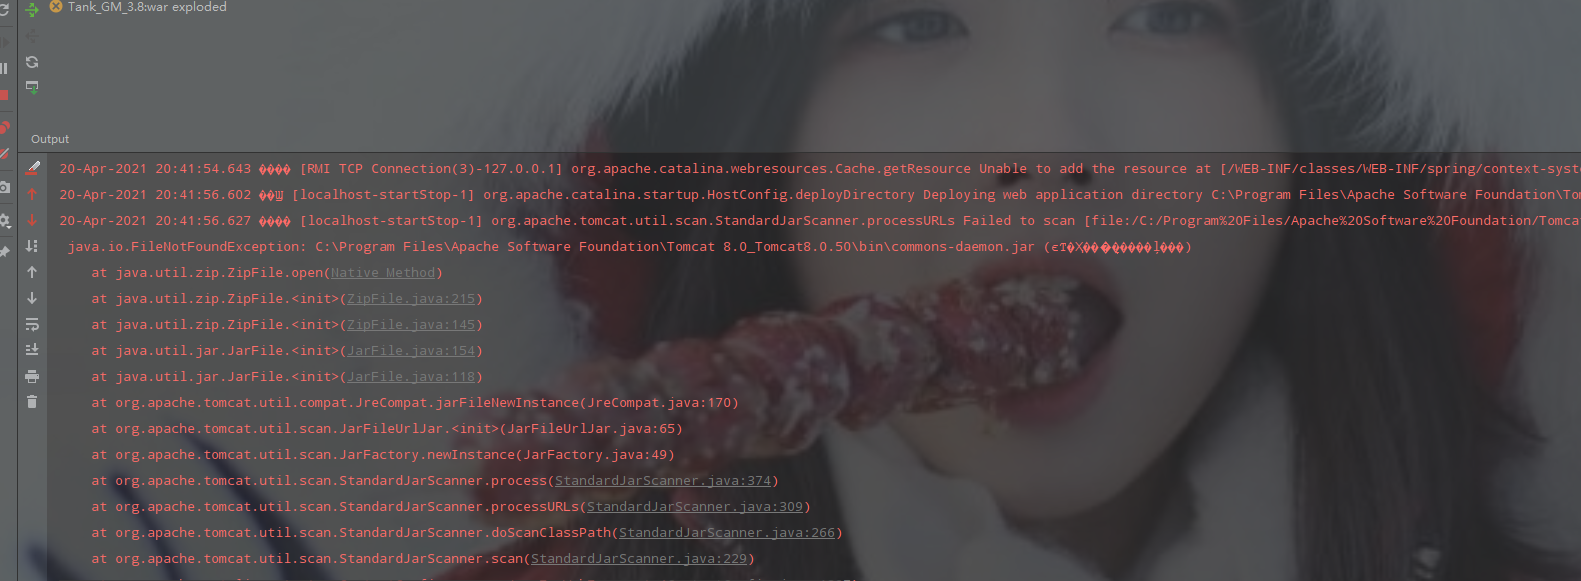 Tank_GM_3.8:war exploded
Output
20-Apr-2021 20:41:54.643 ���� [RMI TCP Connection(3)-127.0.0.1] org.apache.catalina.webresources.Cache.getResource Unable to add the resource at [/WEB-INF/classes/WEB-INF/spring/context-syst
20-Apr-2021 20:41:56.602 [localhost-startStop-1] org.apache.catalina.startup.HostConfig.deployDirectory Deploying web application directory C:\Program Files\Apache Software Foundation\Tom
20-Apr-2021 20:41:56.627 ���� [localhost-startStop-1] org.apache.tomcat.util.scan.StandardJarScanner.processURLs Failed to scan [file:/C:/Program%20Files/Apache%20Software%20Foundation/Tomca
java.io.FileNotFoundException: C:\Program Files\Apache Software Foundation\Tomcat 8.0_Tomcat8.0.50\bin\commons-daemon.jar
at java.util.zip.ZipFile.open(Native Method)
at java.util.zip.ZipFile.<init>(ZipFile.java:215)
at java.util.zip.ZipFile.<init>(ZipFile.java:145)
at java.util.jar.JarFile.<init>(JarFile.java:154)
at java.util.jar.JarFile.<init>(JarFile.java:118)
at org.apache.tomcat.util.compat.JreCompat.jarFileNewInstance(JreCompat.java:170)
at org.apache.tomcat.util.scan.JarFileUrlJar.<init>(JarFileUrlJar.java:65)
at org.apache.tomcat.util.scan.JarFactory.newInstance(JarFactory.java:49)
at org.apache.tomcat.util.scan.StandardJarScanner.process(StandardJarScanner.java:374)
at org.apache.tomcat.util.scan.StandardJarScanner.processURLs(StandardJarScanner.java:309)
at org.apache.tomcat.util.scan.StandardJarScanner.doScanClassPath(StandardJarScanner.java:266)
at org.apache.tomcat.util.scan.StandardJarScanner.scan(StandardJarScanner.java:229)